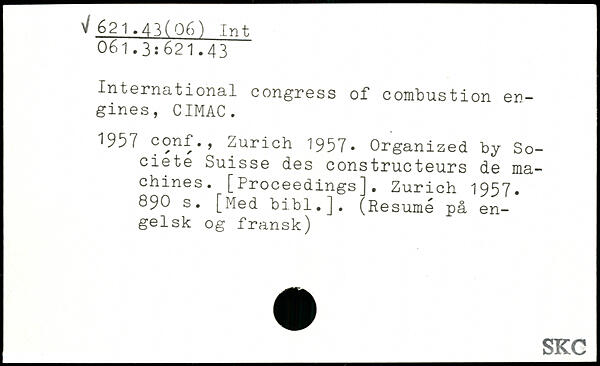 √ 621.43(06) Int
061.3:621.43
International congress of combustion en-
gines, CIMAC.
1957 conf., Zurich 1957. Organized by So-
ciété Suisse des constructeurs de ma-
chines. [Proceedings]. Zurich 1957.
890 s. [Med bibl.]. (Resumé på en-
gelsk og fransk)
SKC